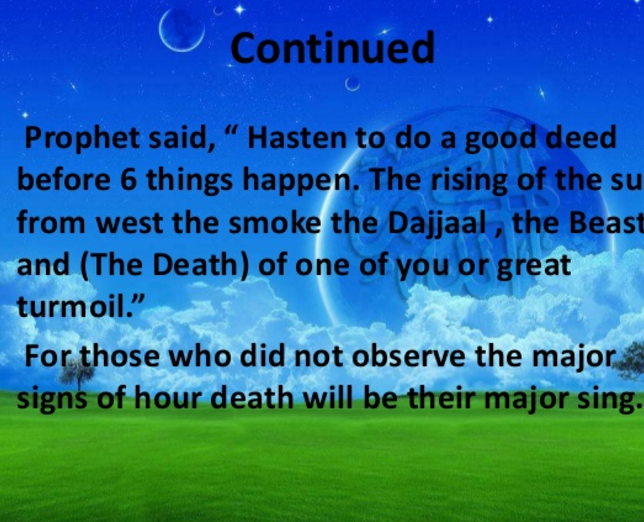 Continued
Prophet said, “ Hasten to do a good deed
before 6 things happen. The rising of the su
from west the smoke the Dajjaal , the Beast
and (The Death) of one of you or great
turmoil.”
For those who did not observe the major
signs of hour death will be their major sing.